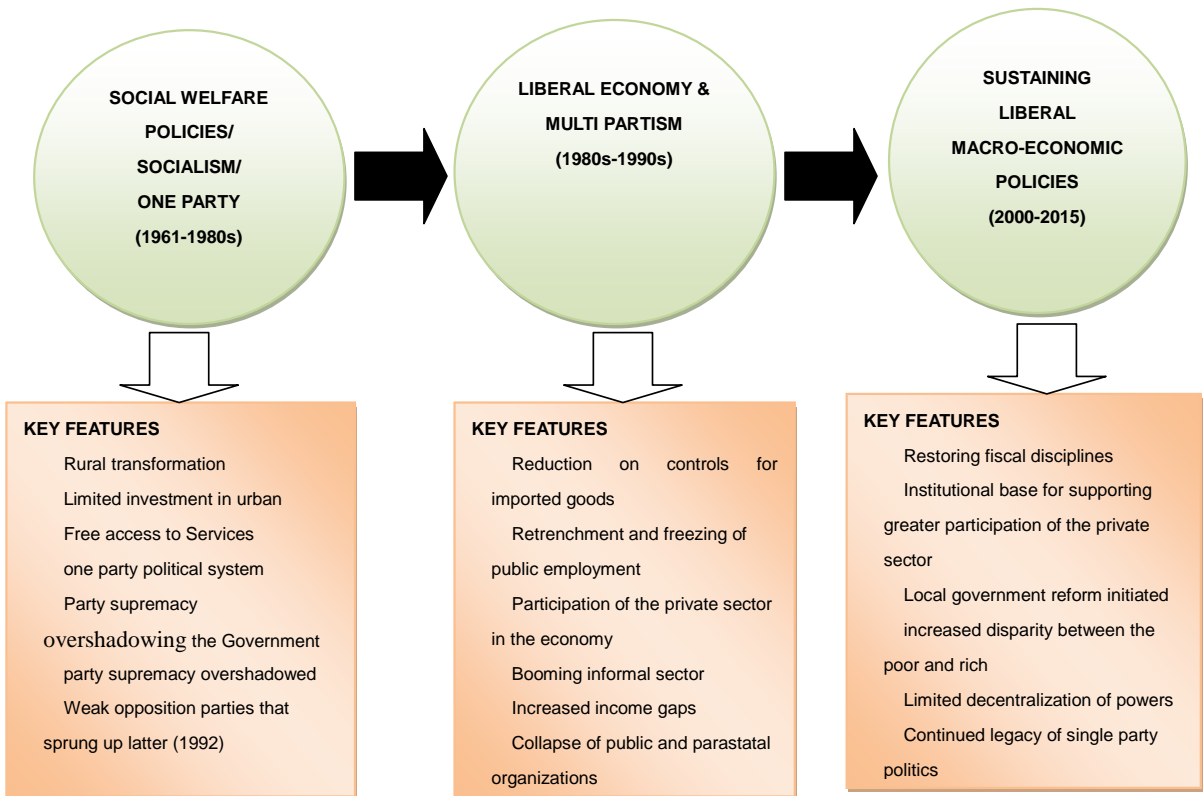 SOCIAL WELFARE
POLICIES/
SOCIALISM/
ONE PARTY
(1961-1980s)
LIBERAL ECONOMY &
MULTI PARTISM
(1980s-1990s)
SUSTAINING
LIBERAL
MACRO-ECONOMIC
POLICIES
(2000-2015)
KEY FEATURES
Rural transformation
Limited investment in urban
Free access to Services
one party political system
Party supremacy
overshadowing the Government
party supremacy overshadowed
Weak opposition parties that
sprung up latter (1992)
KEY FEATURES
Reduction on controls for
imported goods
Retrenchment and freezing of
public employment
Participation of the private sector
in the economy
Booming informal sector
Increased income gaps
Collapse of public and parastatal
organizations
KEY FEATURES
Restoring fiscal disciplines
Institutional base for supporting
greater participation of the private
sector
Local government reform initiated
increased disparity between the
poor and rich
Limited decentralization of powers
Continued legacy of single party
politics